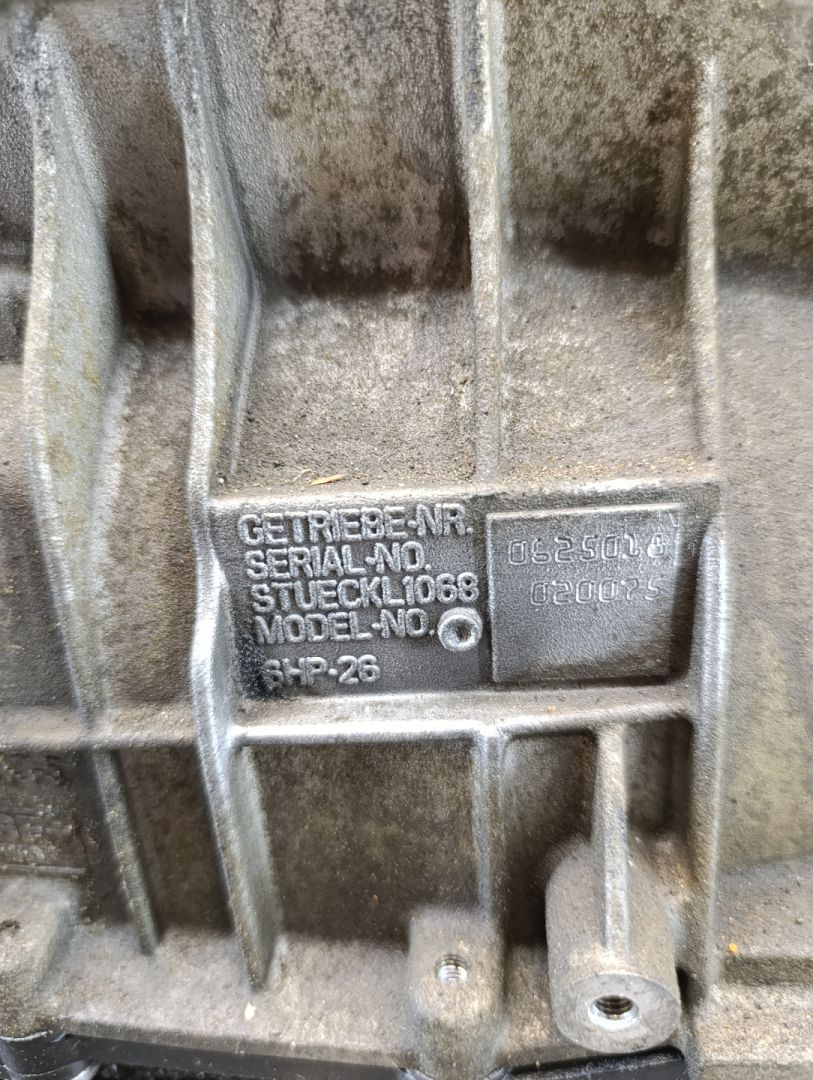 GETRIEBE-NR.
SERIAL-NO.
STUECKL1068
MODEL-NO.
6HP-26
0625018
020075